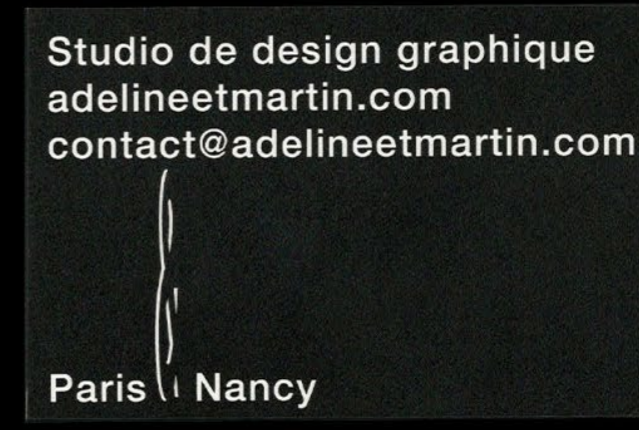 Studio de design graphique
adelineetmartin.com
contact@adelineetmartin.com
Paris Nancy